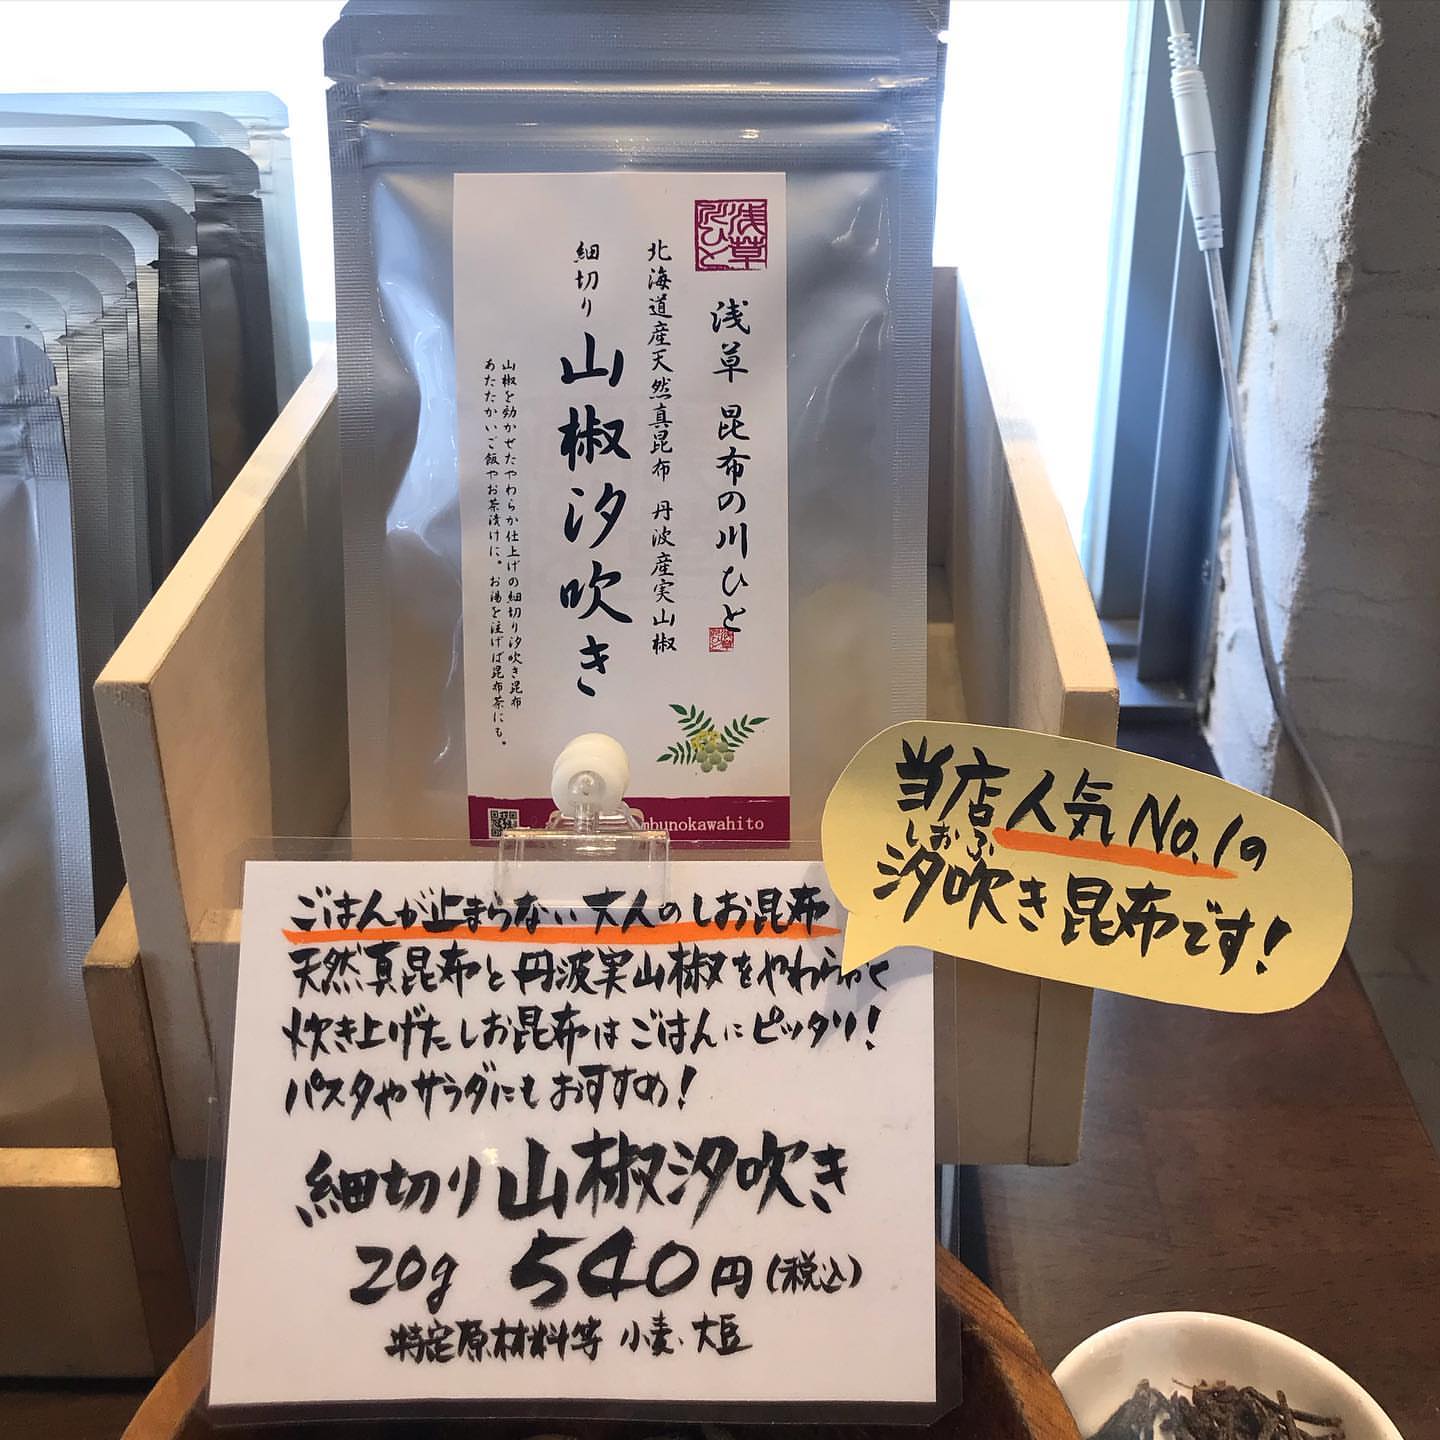 浅草
川ひと
浅草 昆布の川ひと
北海道産天然真昆布 丹波産実山椒
細切り 山椒汐吹き
山椒を効かせたやわらか仕上げの細切り汐吹き昆布
あたたかいご飯やお茶漬けに。お湯を注げば昆布茶にも。
mbunokawahito
当店人気No.1の
しおふ
汐吹き昆布です!
ごはんが止まらない大人のしお昆布
天然真昆布と丹波実山椒をやわらかく
炊き上げたしお昆布はごはんにピッタリ!
パスタやサラダにもおすすめ!
細切り山椒汐吹き
20g 540円(税込)
特定原材料等 小麦・大豆